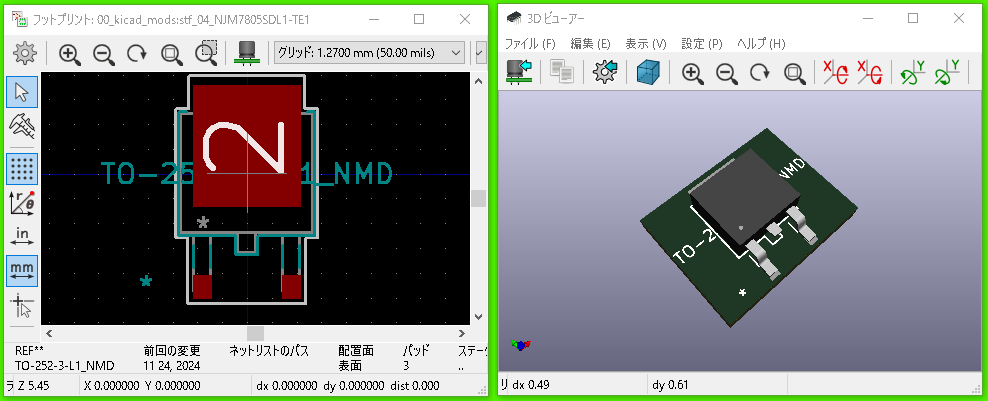 フットプリント: 00_kicad_mods:stf_04_NJM7805SDL1-TE1
グリッド: 1.2700 mm (50.00 mils)
2
TO-25 1_NMD
*
*
r θ
in
mm
REF** 前回の変更 ネットリストのパス 配置面 パッド ステータ
TO-252-3-L1_NMD 11 24, 2024 表面 3 ..
ラ Z 5.45 X 0.000000 Y 0.000000 dx 0.000000 dy 0.000000 dist 0.000
3D ビューアー
ファイル (F) 編集 (E) 表示 (V) 設定 (P) ヘルプ (H)
X X Y Y
TO-2 NMD
*
リ dx 0.49 dy 0.61